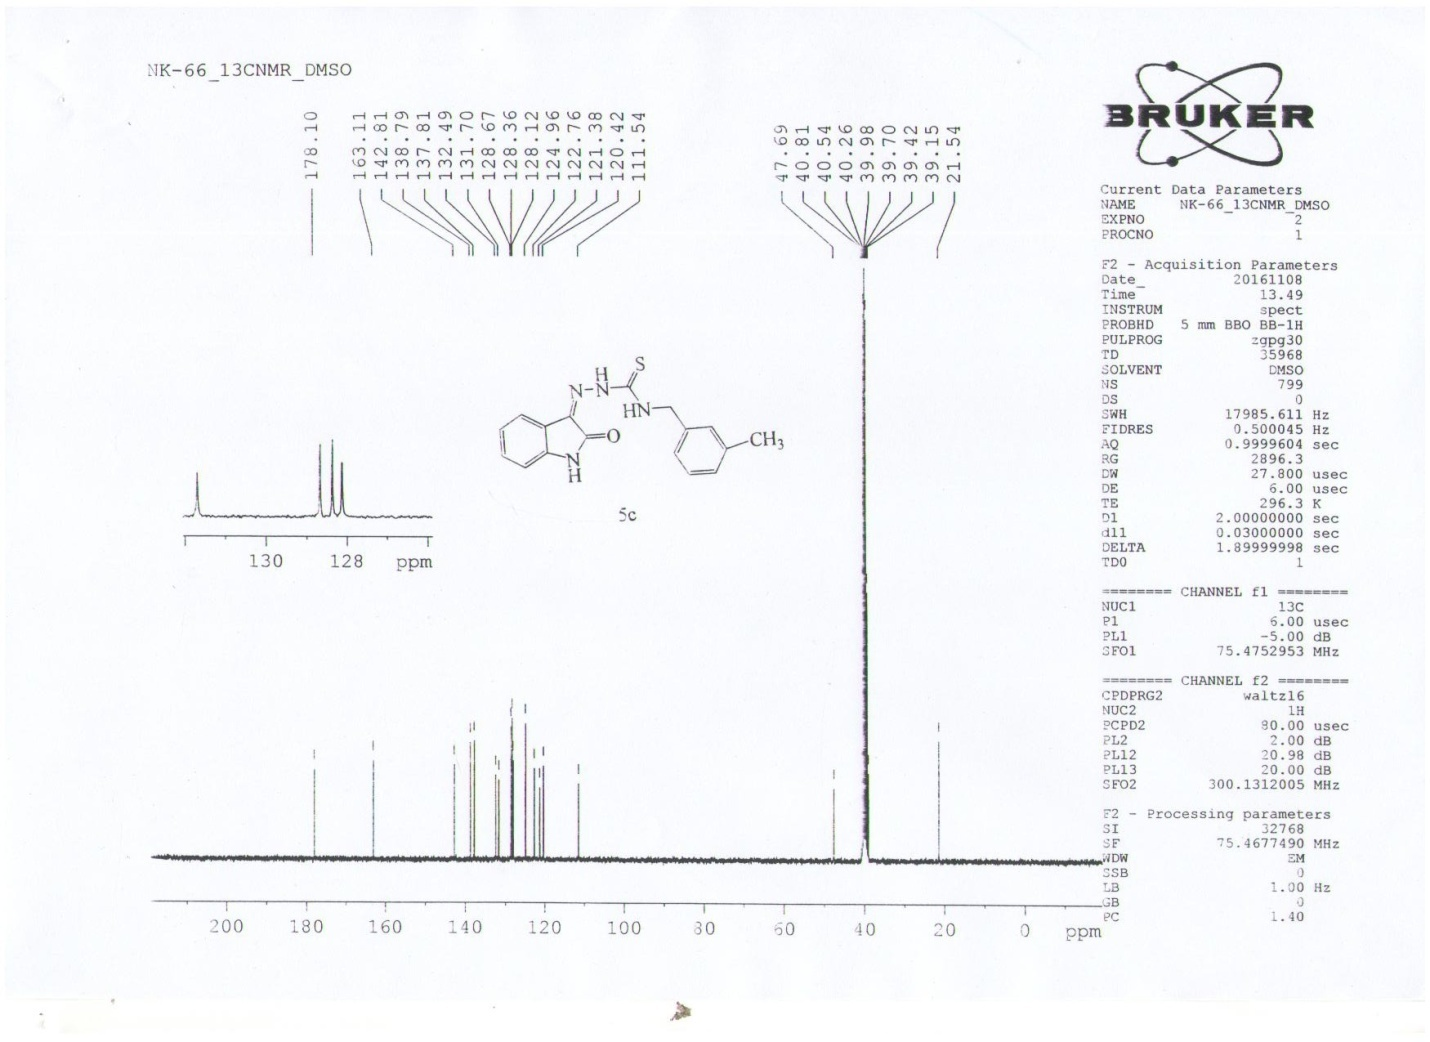 NK-66_13CNMR_DMSO
178.10
163.11
142.81
138.79
137.81
132.49
131.70
128.67
128.36
128.12
124.96
122.76
121.38
120.42
111.54
47.69
40.81
40.54
40.26
39.98
39.70
39.42
39.15
21.54
S
H
N-N
HN
O
N
H
CH3
5c
130 128 ppm
200 180 160 140 120 100 80 60 40 20 0 ppm
BRUKER
Current Data Parameters
NAME NK-66_13CNMR_DMSO
EXPNO 2
PROCNO 1
F2 - Acquisition Parameters
Date_ 20161108
Time 13.49
INSTRUM spect
PROBHD 5 mm BBO BB-1H
PULPROG zgpg30
TD 35968
SOLVENT DMSO
NS 799
DS 0
SWH 17985.611 Hz
FIDRES 0.500045 Hz
AQ 0.9999604 sec
RG 2896.3
DW 27.800 usec
DE 6.00 usec
TE 296.3 K
D1 2.00000000 sec
d11 0.03000000 sec
DELTA 1.89999998 sec
TD0 1
======== CHANNEL f1 ========
NUC1 13C
P1 6.00 usec
PL1 -5.00 dB
SFO1 75.4752953 MHz
======== CHANNEL f2 ========
CPDPRG2 waltz16
NUC2 1H
PCPD2 80.00 usec
PL2 2.00 dB
PL12 20.98 dB
PL13 20.00 dB
SFO2 300.1312005 MHz
F2 - Processing parameters
SI 32768
SF 75.4677490 MHz
WDW EM
SSB 0
LB 1.00 Hz
GB 0
PC 1.40